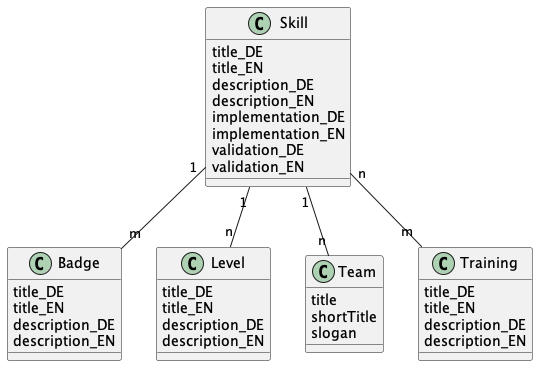 C Skill
title_DE
title_EN
description_DE
description_EN
implementation_DE
implementation_EN
validation_DE
validation_EN
1
1
1
n
m
n
n
m
C Badge
title_DE
title_EN
description_DE
description_EN
C Level
title_DE
title_EN
description_DE
description_EN
C Team
title
shortTitle
slogan
C Training
title_DE
title_EN
description_DE
description_EN